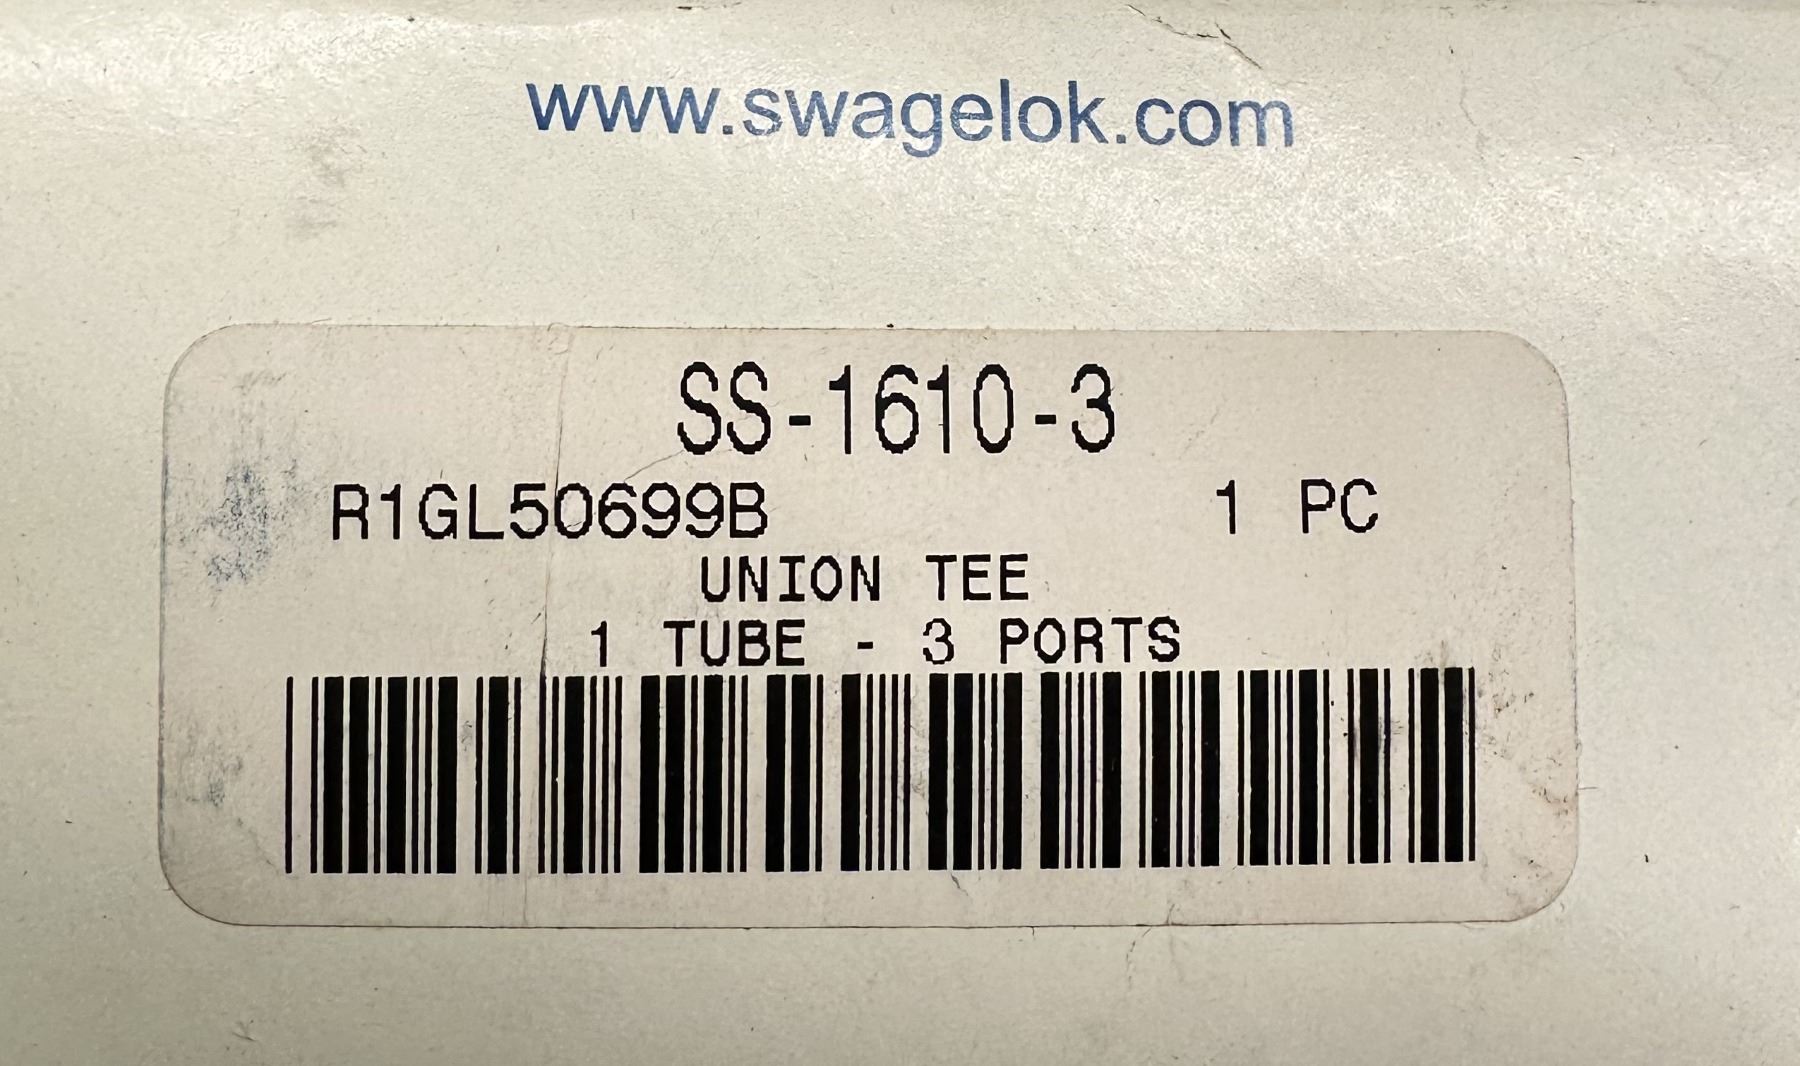 www.swagelok.com
SS-1610-3
R1GL50699B 1 PC
UNION TEE
1 TUBE - 3 PORTS